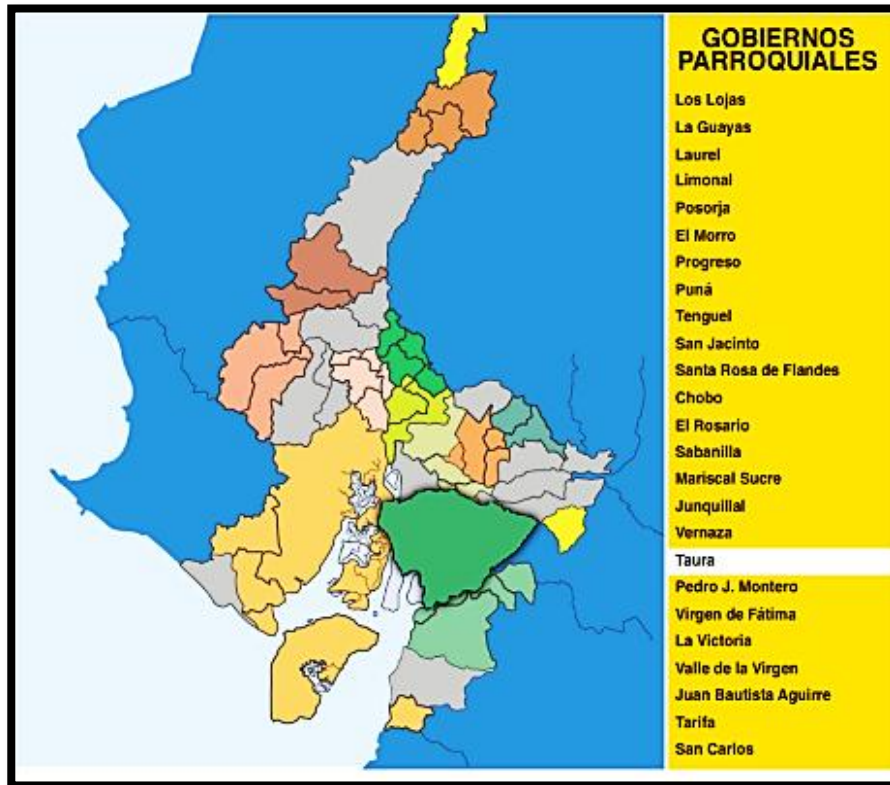 GOBIERNOS
PARROQUIALES
Los Lojas
La Guayas
Laurel
Limonal
Posorja
El Morro
Progreso
Puná
Tenguel
San Jacinto
Santa Rosa de Flandes
Chobo
El Rosario
Sabanilla
Mariscal Sucre
Junquillal
Vernaza
Taura
Pedro J. Montero
Virgen de Fátima
La Victoria
Valle de la Virgen
Juan Bautista Aguirre
Tarifa
San Carlos